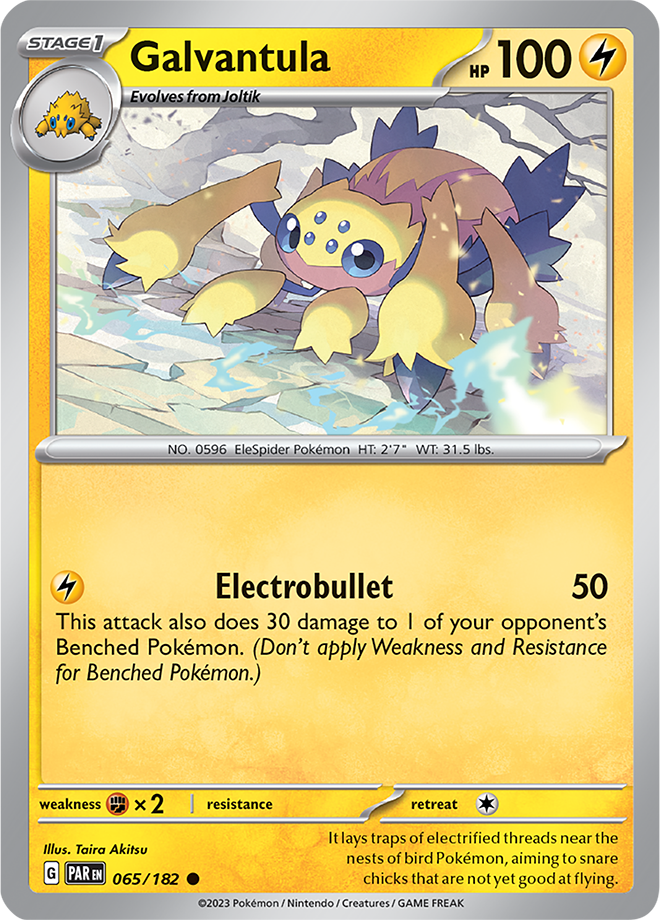 STAGE 1
Galvantula
HP 100
Evolves from Joltik
NO. 0596 EleSpider Pokémon HT: 2'7" WT: 31.5 lbs.
Electrobullet 50
This attack also does 30 damage to 1 of your opponent's
Benched Pokémon. (Don't apply Weakness and Resistance
for Benched Pokémon.)
weakness ×2 resistance retreat
Illus. Taira Akitsu
G PAR EN 065/182
It lays traps of electrified threads near the
nests of bird Pokémon, aiming to snare
chicks that are not yet good at flying.
©2023 Pokémon / Nintendo / Creatures / GAME FREAK